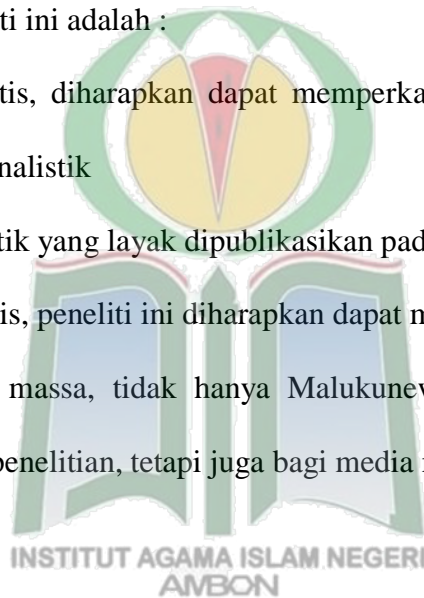 ti ini adalah :
tis, diharapkan dapat memperka
nalistik
tik yang layak dipublikasikan pad
is, peneliti ini diharapkan dapat m
massa, tidak hanya Malukunew
penelitian, tetapi juga bagi media
INSTITUT AGAMA ISLAM NEGERI
AMBON